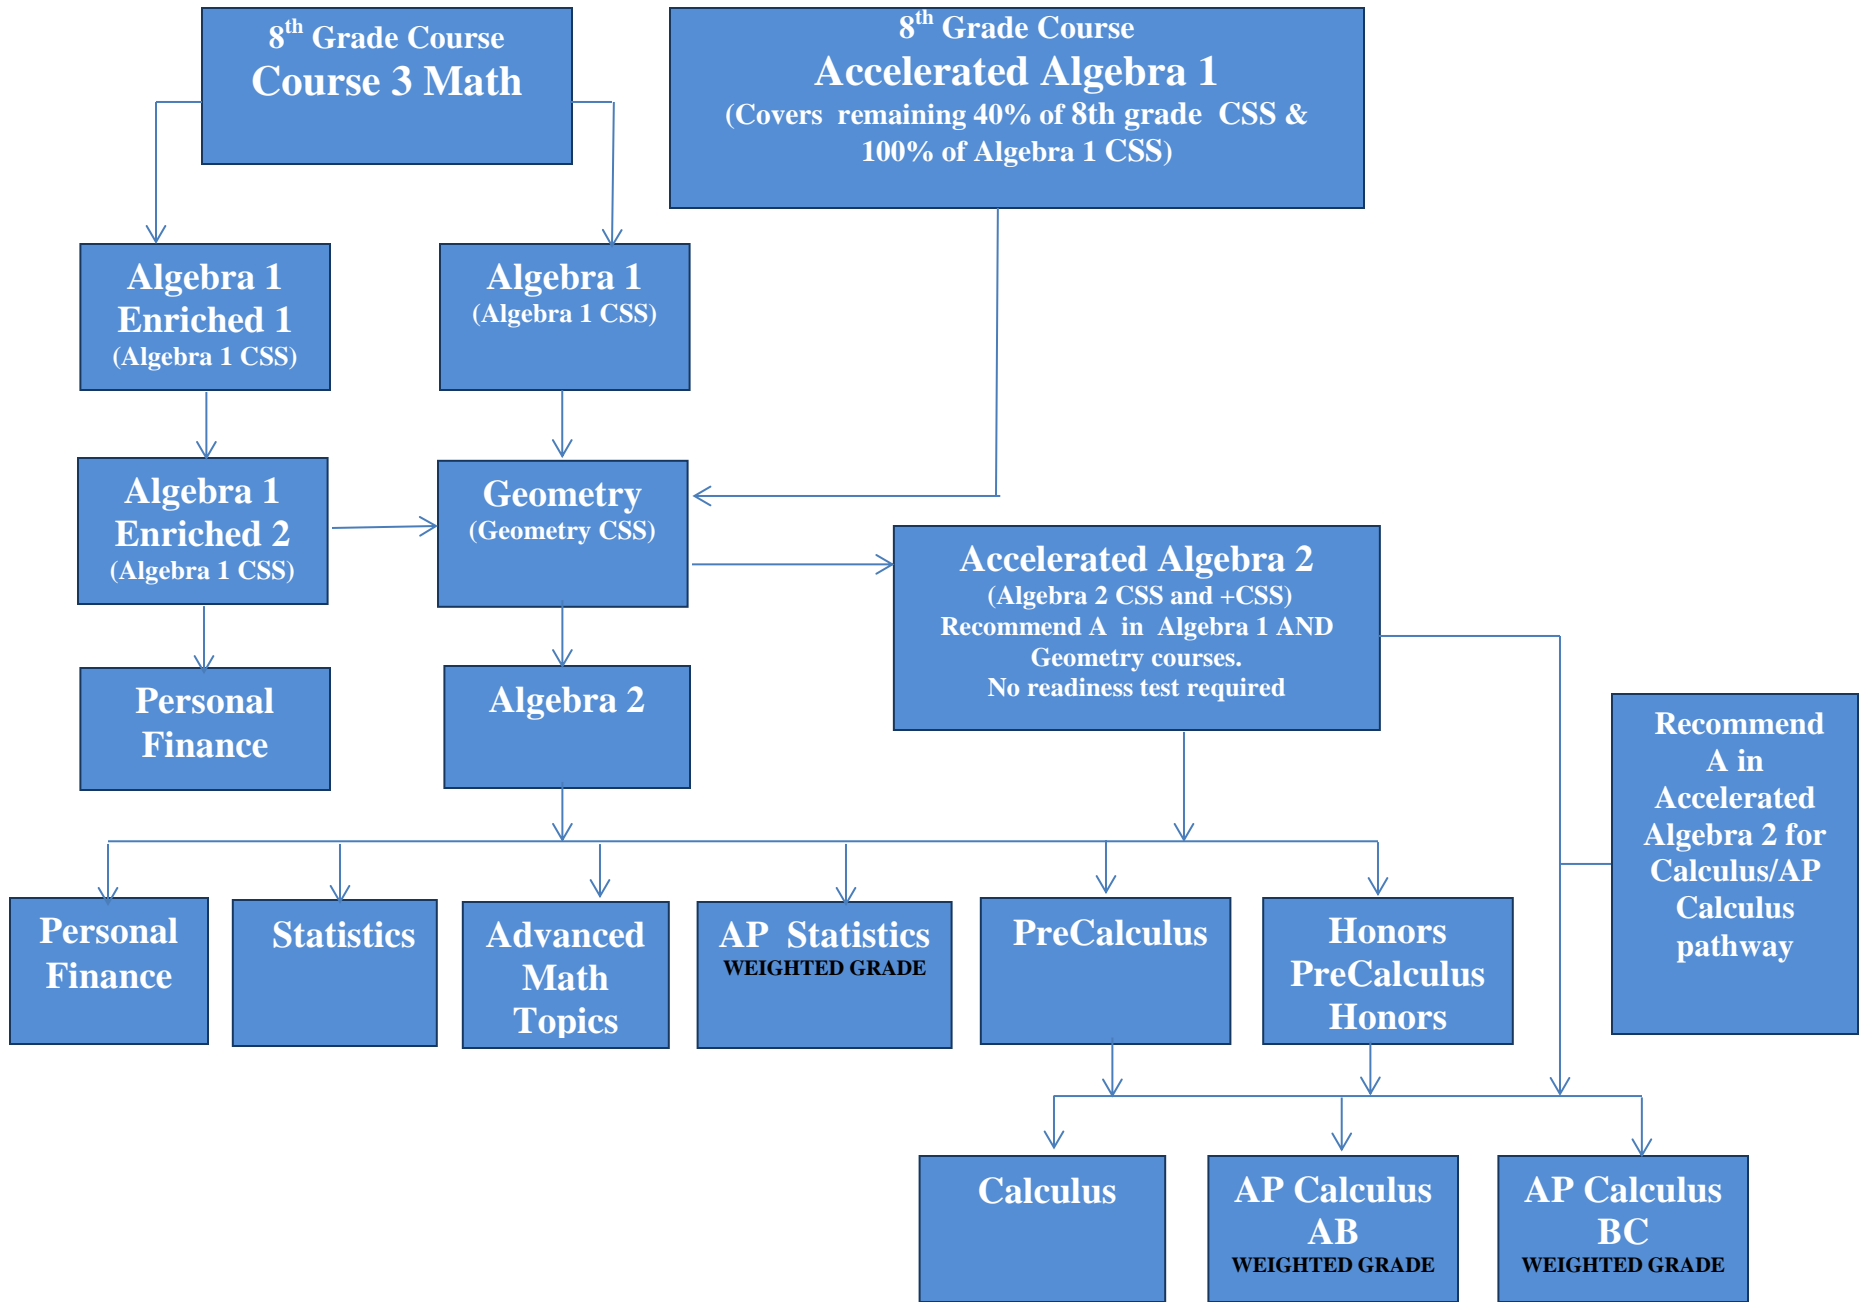 8th Grade Course
Course 3 Math
8th Grade Course
Accelerated Algebra 1
(Covers remaining 40% of 8th grade CSS &
100% of Algebra 1 CSS)
Algebra 1
Enriched 1
(Algebra 1 CSS)
Algebra 1
(Algebra 1 CSS)
Algebra 1
Enriched 2
(Algebra 1 CSS)
Geometry
(Geometry CSS)
Accelerated Algebra 2
(Algebra 2 CSS and +CSS)
Recommend A in Algebra 1 AND
Geometry courses.
No readiness test required
Personal
Finance
Algebra 2
Recommend
A in
Accelerated
Algebra 2 for
Calculus/AP
Calculus
pathway
Personal
Finance
Statistics
Advanced
Math
Topics
AP Statistics
WEIGHTED GRADE
PreCalculus
Honors
PreCalculus
Honors
Calculus
AP Calculus
AB
WEIGHTED GRADE
AP Calculus
BC
WEIGHTED GRADE